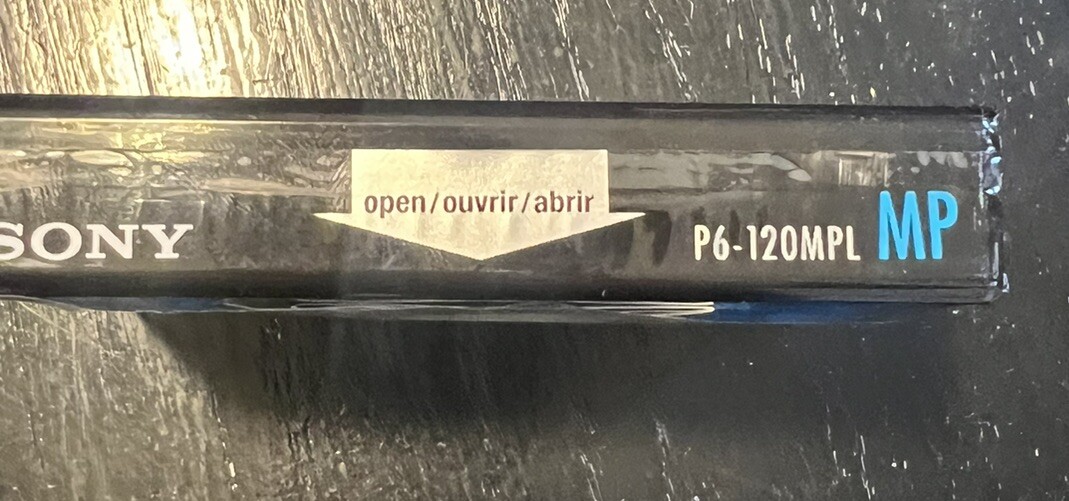 SONY
open/ouvrir/abrir
P6-120MPL MP